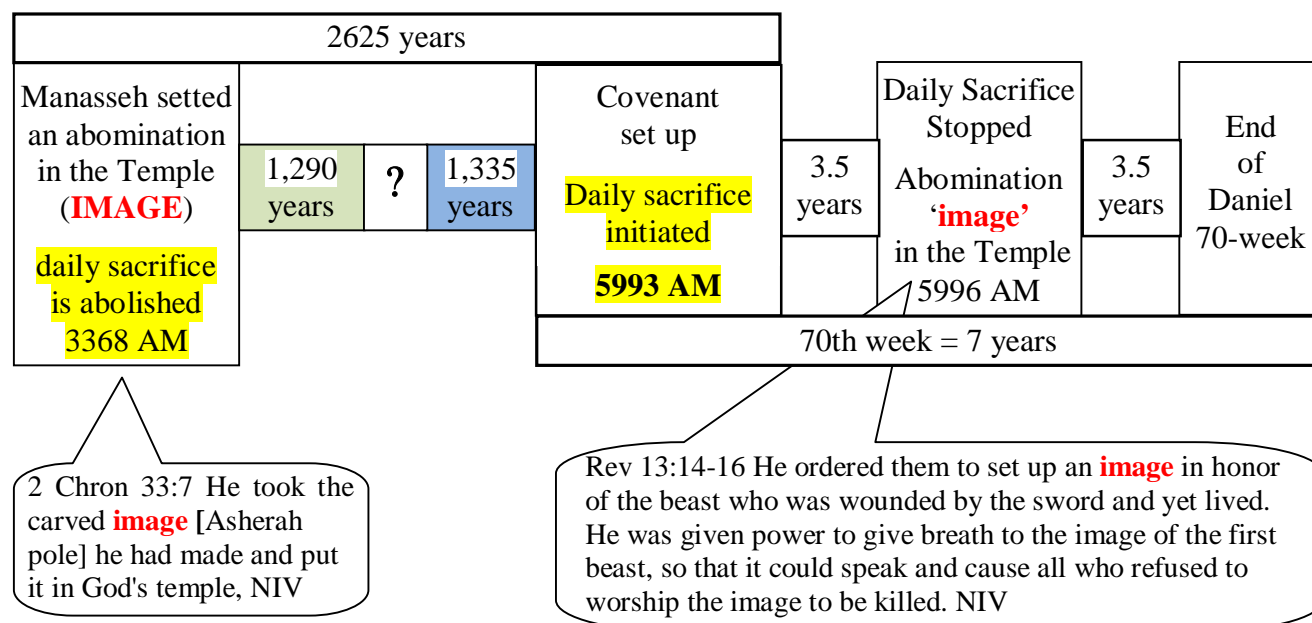 2625 years
Manasseh setted
an abomination
in the Temple
(IMAGE)
daily sacrifice
is abolished
3368 AM
1,290
years
?
1,335
years
Covenant
set up
Daily sacrifice
initiated
5993 AM
3.5
years
Daily Sacrifice
Stopped
Abomination
‘image’
in the Temple
5996 AM
3.5
years
End
of
Daniel
70-week
70th week = 7 years
2 Chron 33:7 He took the
carved image [Asherah
pole] he had made and put
it in God's temple, NIV
Rev 13:14-16 He ordered them to set up an image in honor
of the beast who was wounded by the sword and yet lived.
He was given power to give breath to the image of the first
beast, so that it could speak and cause all who refused to
worship the image to be killed. NIV